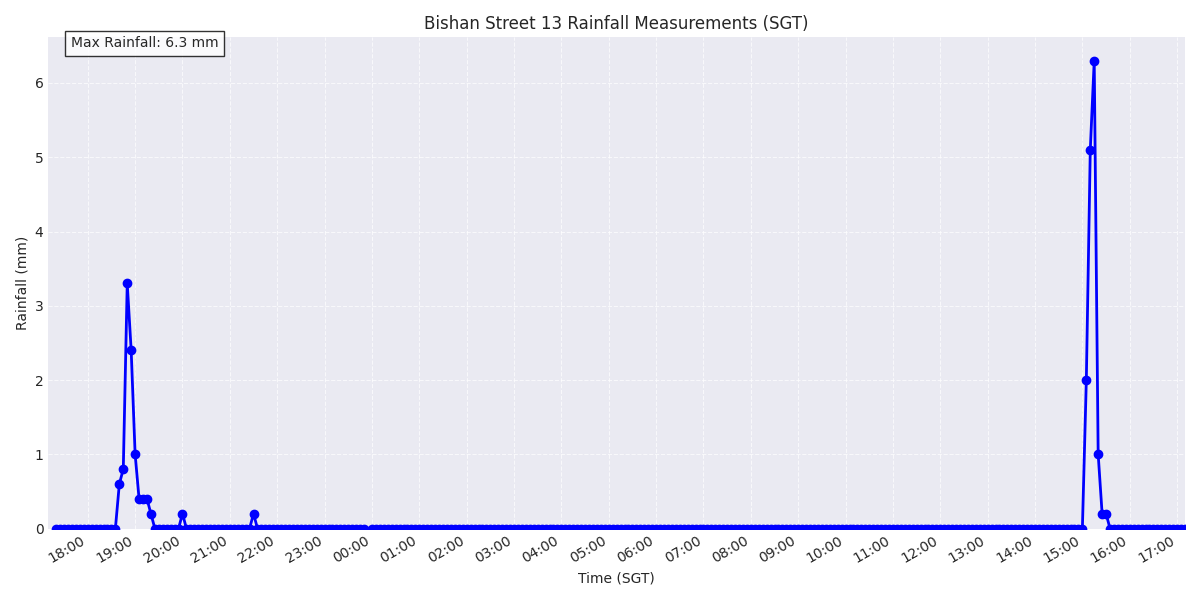 Bishan Street 13 Rainfall Measurements (SGT)
Max Rainfall: 6.3 mm
6
5
4
3
2
1
0
Rainfall (mm)
18:00 19:00 20:00 21:00 22:00 23:00 00:00 01:00 02:00 03:00 04:00 05:00 06:00 07:00 08:00 09:00 10:00 11:00 12:00 13:00 14:00 15:00 16:00 17:00
Time (SGT)